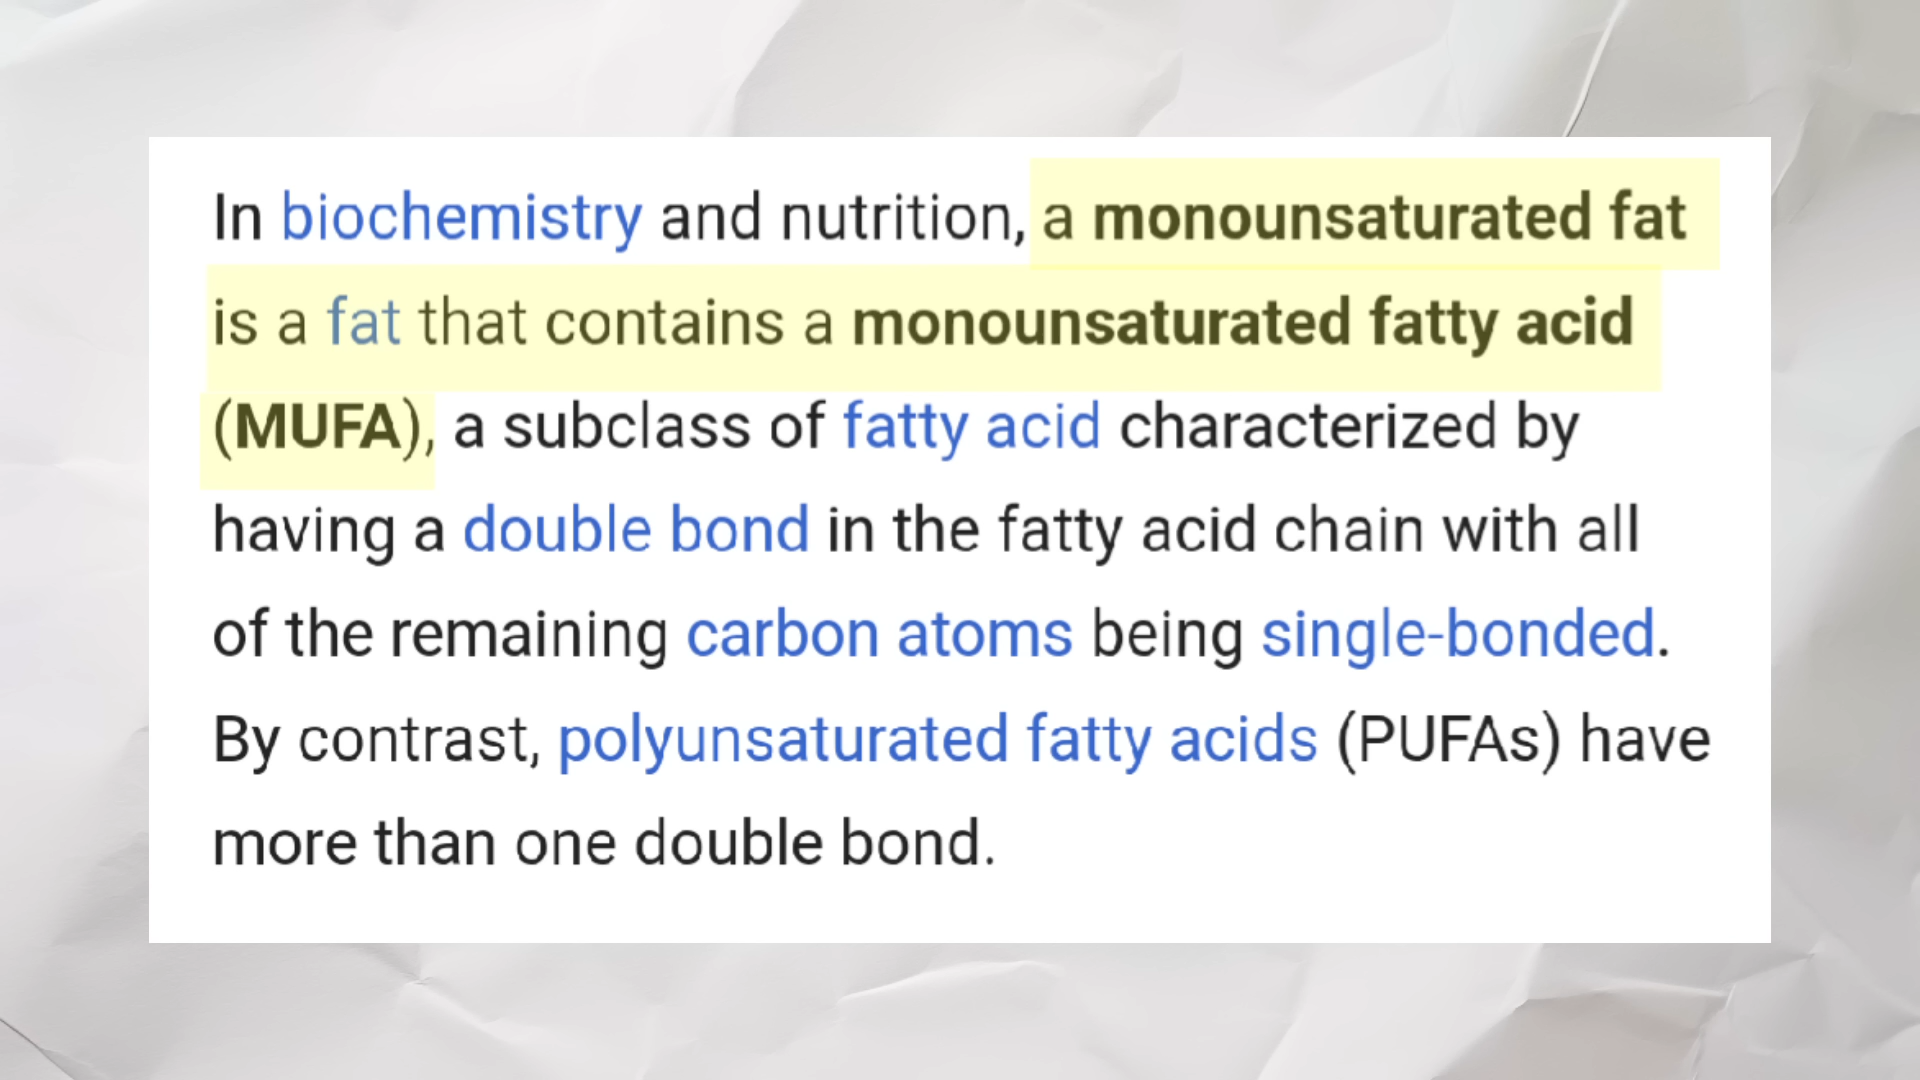 In biochemistry and nutrition, a monounsaturated fat
is a fat that contains a monounsaturated fatty acid
(MUFA), a subclass of fatty acid characterized by
having a double bond in the fatty acid chain with all
of the remaining carbon atoms being single-bonded.
By contrast, polyunsaturated fatty acids (PUFAs) have
more than one double bond.